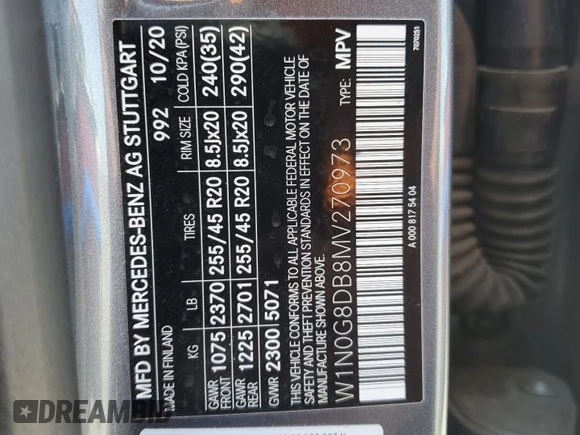 MFD BY MERCEDES-BENZ AG STUTTGART
MADE IN FINLAND 992 10/20
KG LB TIRES RIM SIZE COLD KPA(PSI)
GAWR FRONT 1075 2370 255/45 R20 8.5Jx20 240(35)
GAWR REAR 1225 2701 255/45 R20 8.5Jx20 290(42)
GVWR 2300 5071
THIS VEHICLE CONFORMS TO ALL APPLICABLE FEDERAL MOTOR VEHICLE
SAFETY AND THEFT PREVENTION STANDARDS IN EFFECT ON THE DATE OF
MANUFACTURE SHOWN ABOVE.
TYPE: MPV
W1N0G8DB8MV270973
A 000 817 54 04
7070251
DREAMBID